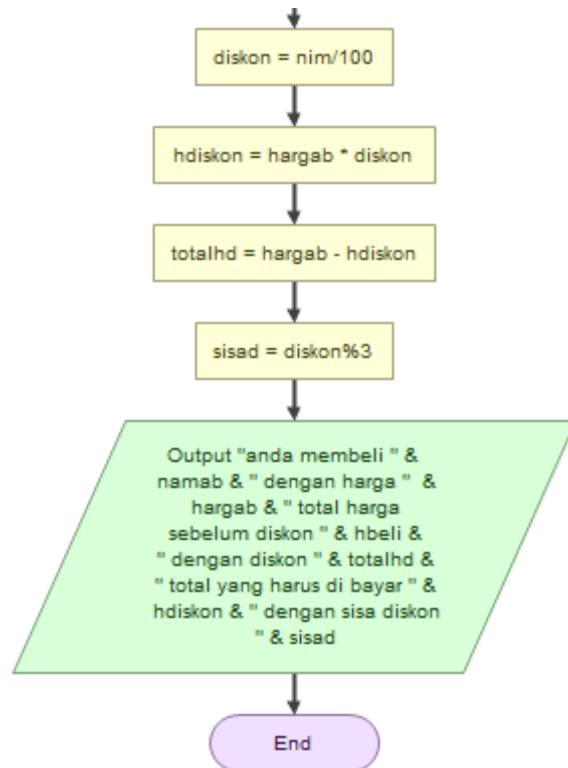 diskon = nim/100
hdiskon = hargab * diskon
totalhd = hargab - hdiskon
sisad = diskon%3
Output "anda membeli " &
namab & " dengan harga "  &
hargab & " total harga
sebelum diskon " & hbeli &
" dengan diskon " & totalhd &
" total yang harus di bayar " &
hdiskon & " dengan sisa diskon
" & sisad
End